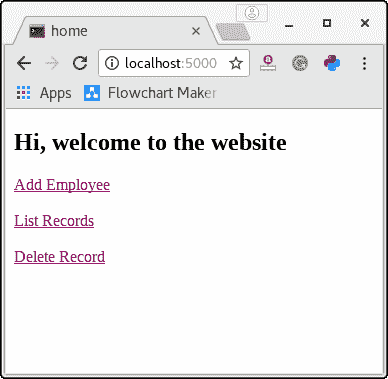 home
localhost:5000
Apps Flowchart Maker
Hi, welcome to the website
Add Employee
List Records
Delete Record